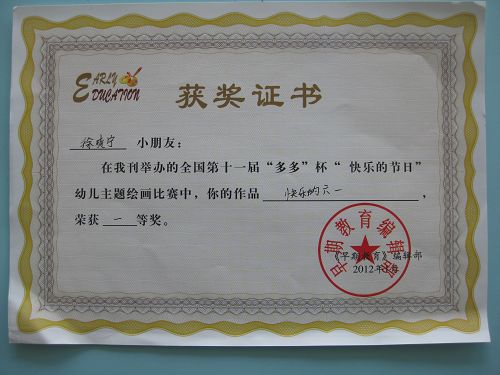 EARLY
EDUCATION
获奖证书
徐晓宁 小朋友：
在我刊举办的全国第十一届“多多”杯“快乐的节日”
幼儿主题绘画比赛中，你的作品 快乐的六一 ，
荣获 一 等奖。
早期教育编辑部
《早期教育》编辑部
2012年